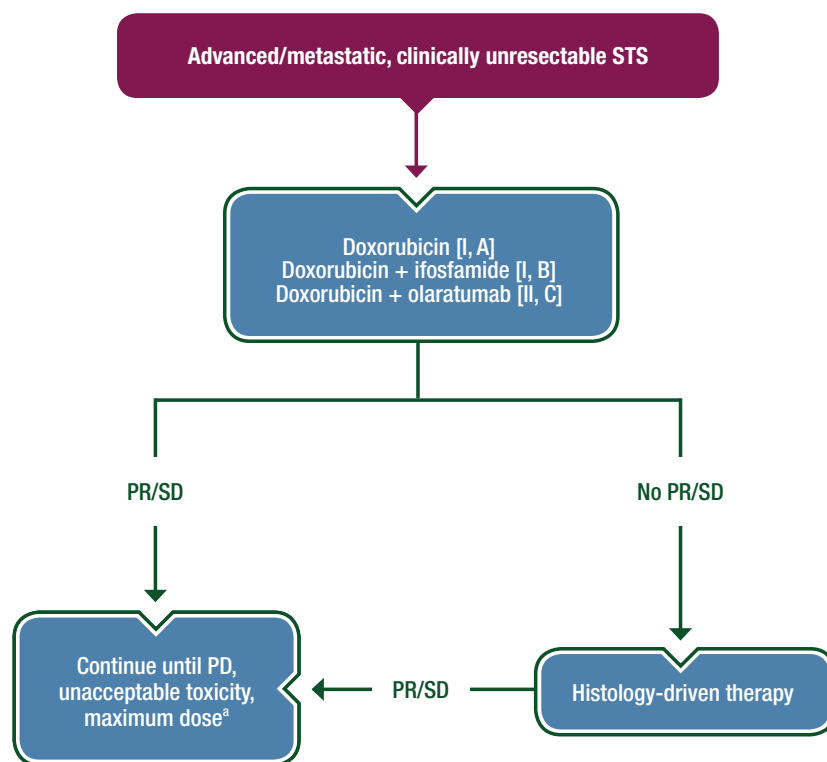 Advanced/metastatic, clinically unresectable STS
Doxorubicin [I, A]
Doxorubicin + ifosfamide [I, B]
Doxorubicin + olaratumab [II, C]
PR/SD
No PR/SD
Continue until PD,
unacceptable toxicity,
maximum doseᵃ
PR/SD
Histology-driven therapy